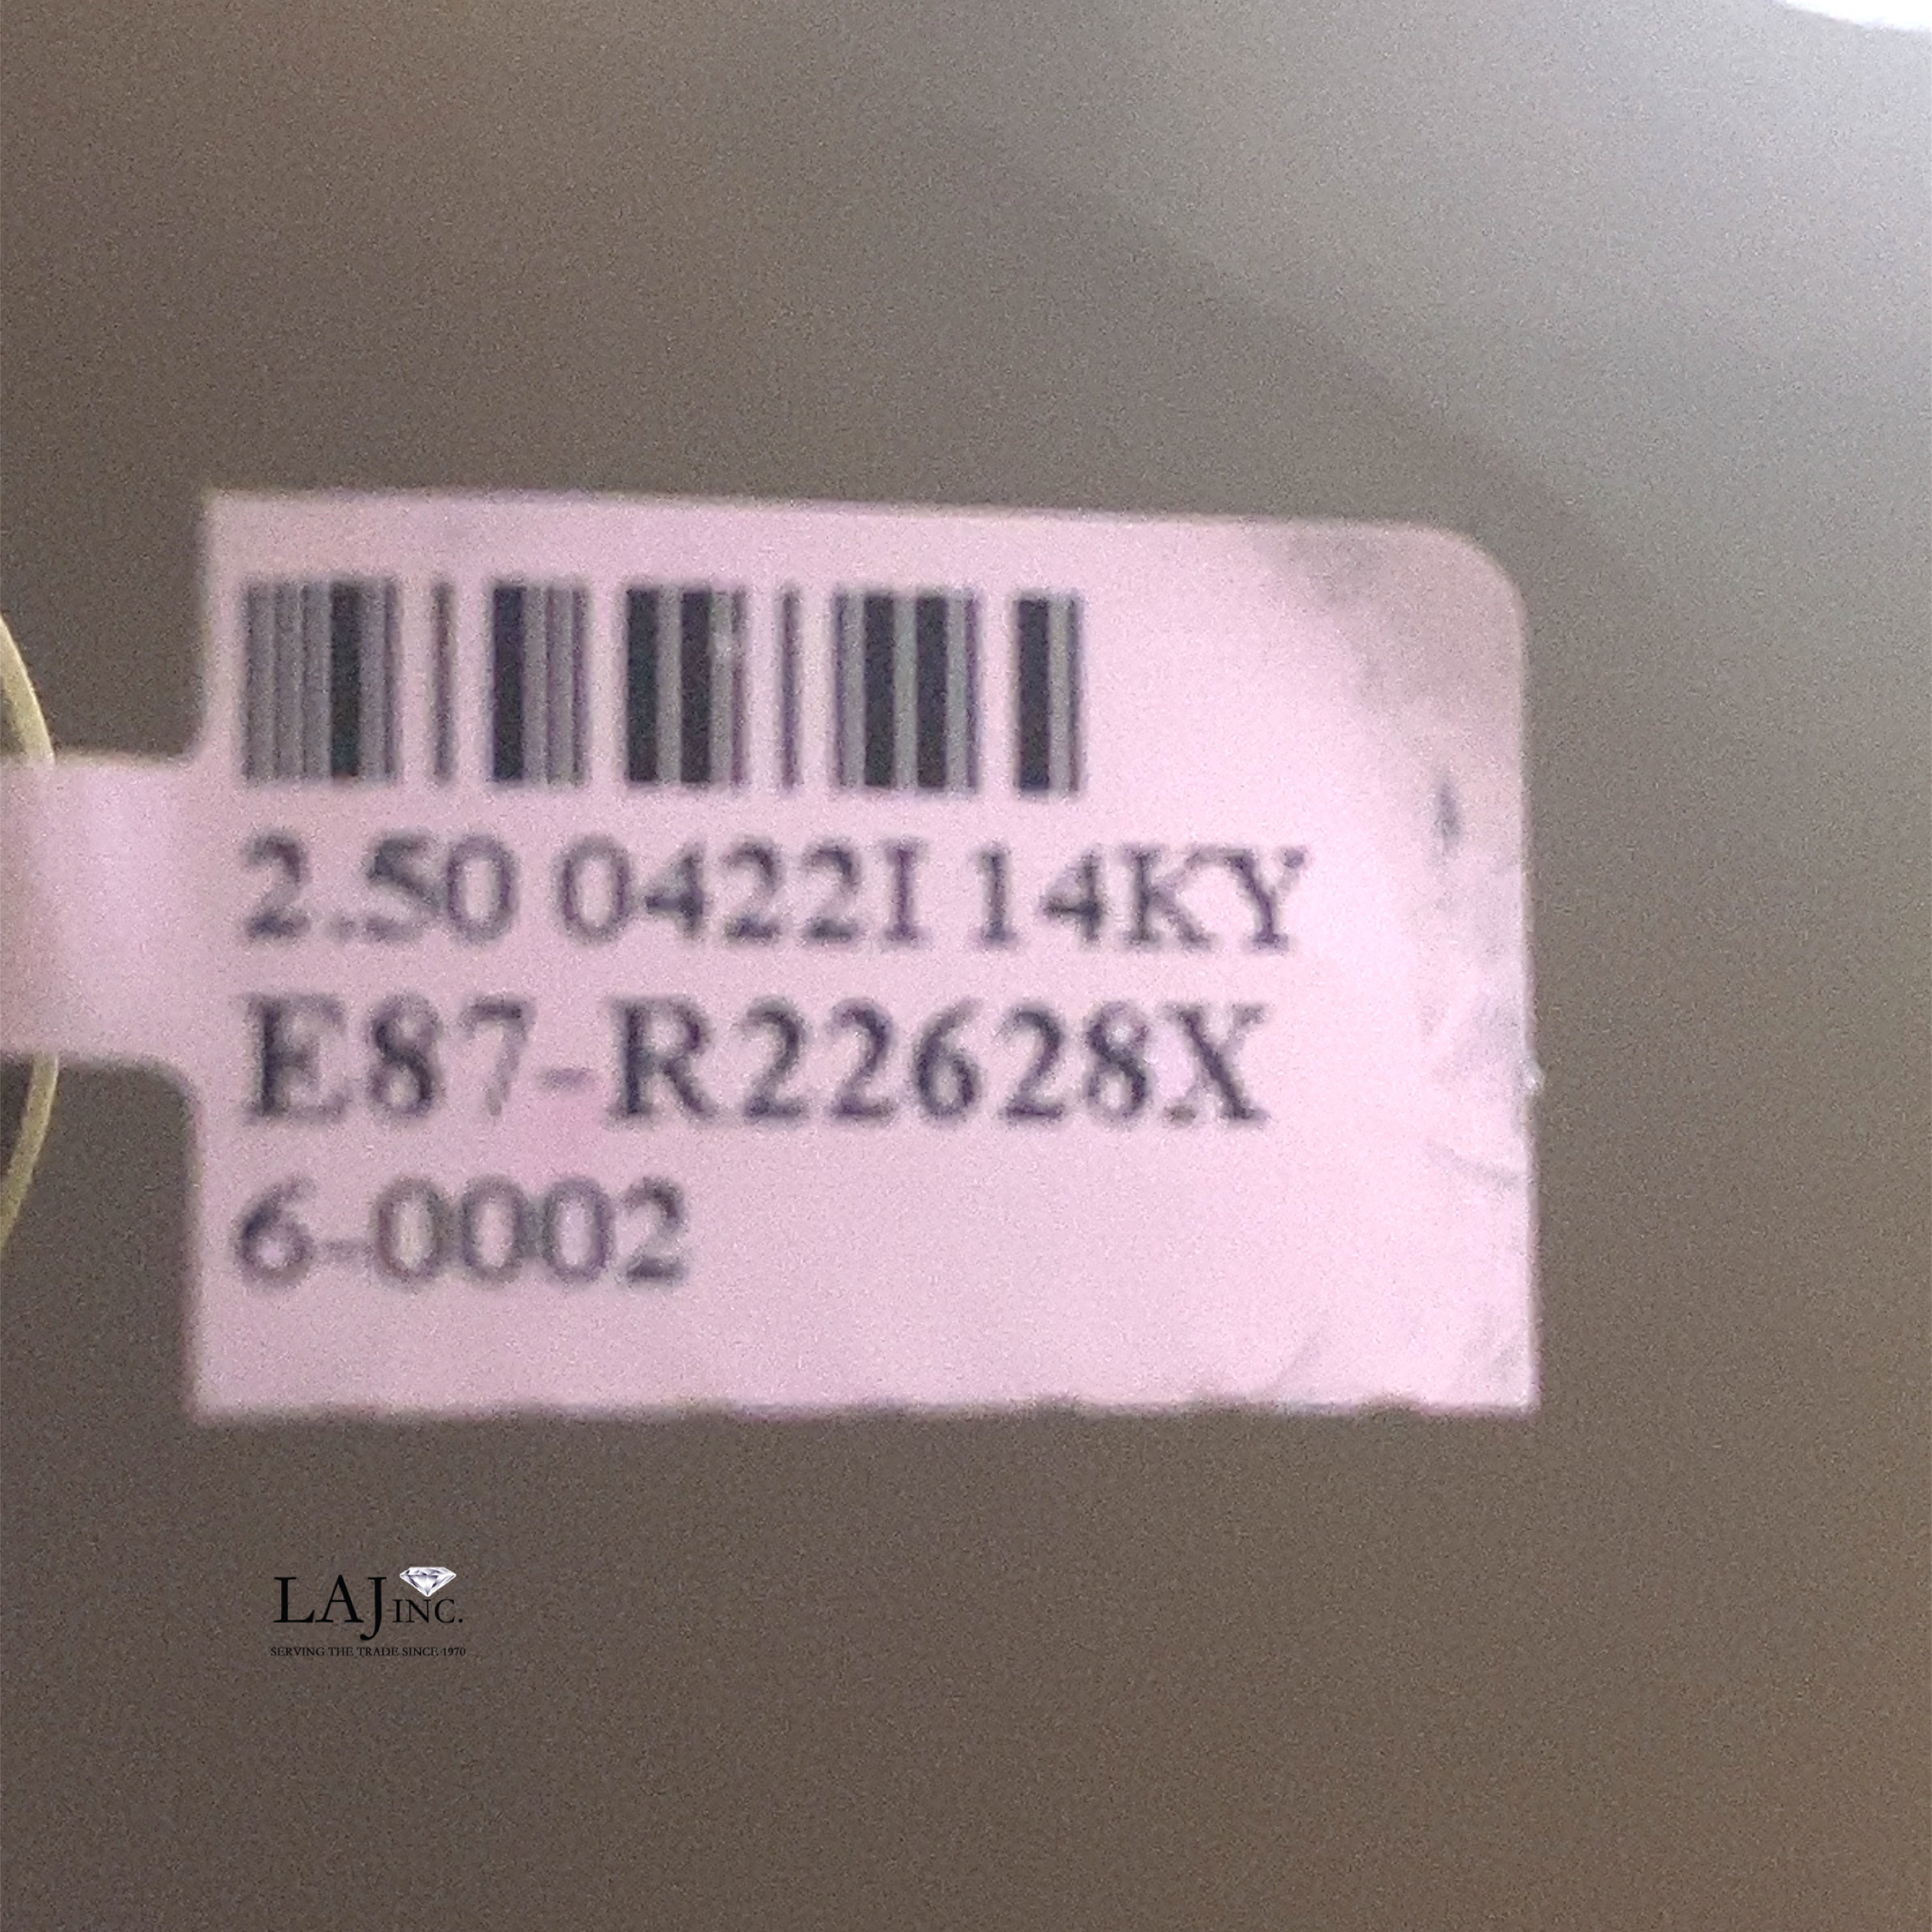 2.50 0422I 14KY
E87-R22628X
6-0002
LAJ INC.
SERVING THE TRADE SINCE 1970